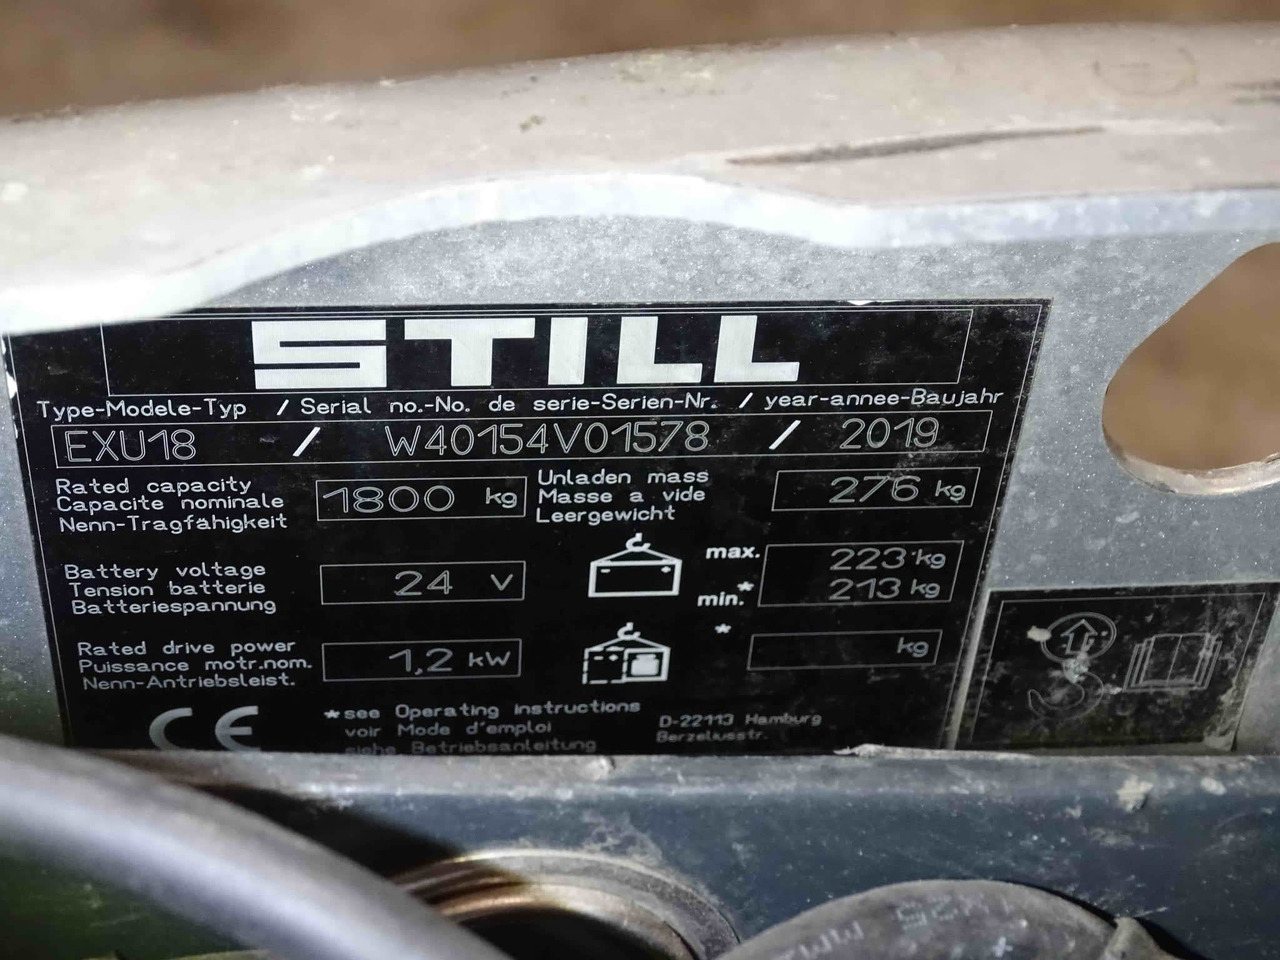 STILL
Type-Modele-Typ / Serial no.-No. de serie-Serien-Nr. / year-annee-Baujahr
EXU18 / W40154V01578 / 2019
Rated capacity
Capacite nominale
Nenn-Tragfähigkeit
1800 kg
Unladen mass
Masse a vide
Leergewicht
276 kg
Battery voltage
Tension batterie
Batteriespannung
24 V
max. 223 kg
min.* 213 kg
Rated drive power
Puissance motr.nom.
Nenn-Antriebsleist.
1,2 kW
* kg
CE
*see Operating instructions
voir Mode d'emploi
siehe Betriebsanleitung
D-22113 Hamburg
Berzeliusstr.